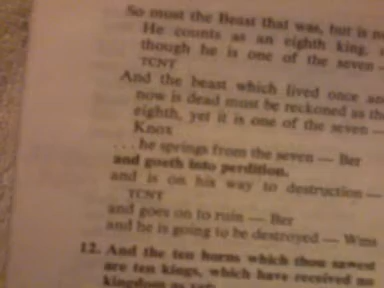 So most the Beast that was, but is
He counts as an eighth king,
though he is one of the seven —
TCNT
And the beast which lived once
now is dead must be reckoned as
eighth, yet it is one of the seven —
Knox
. . . he springs from the seven — Ber
and goeth into perdition.
and is on his way to destruction —
TCNT
and goes on to ruin — Ber
and he is going to be destroyed — Wms
12. And the ten horns which thou sawest
are ten kings, which have received no
kingdom as yet;